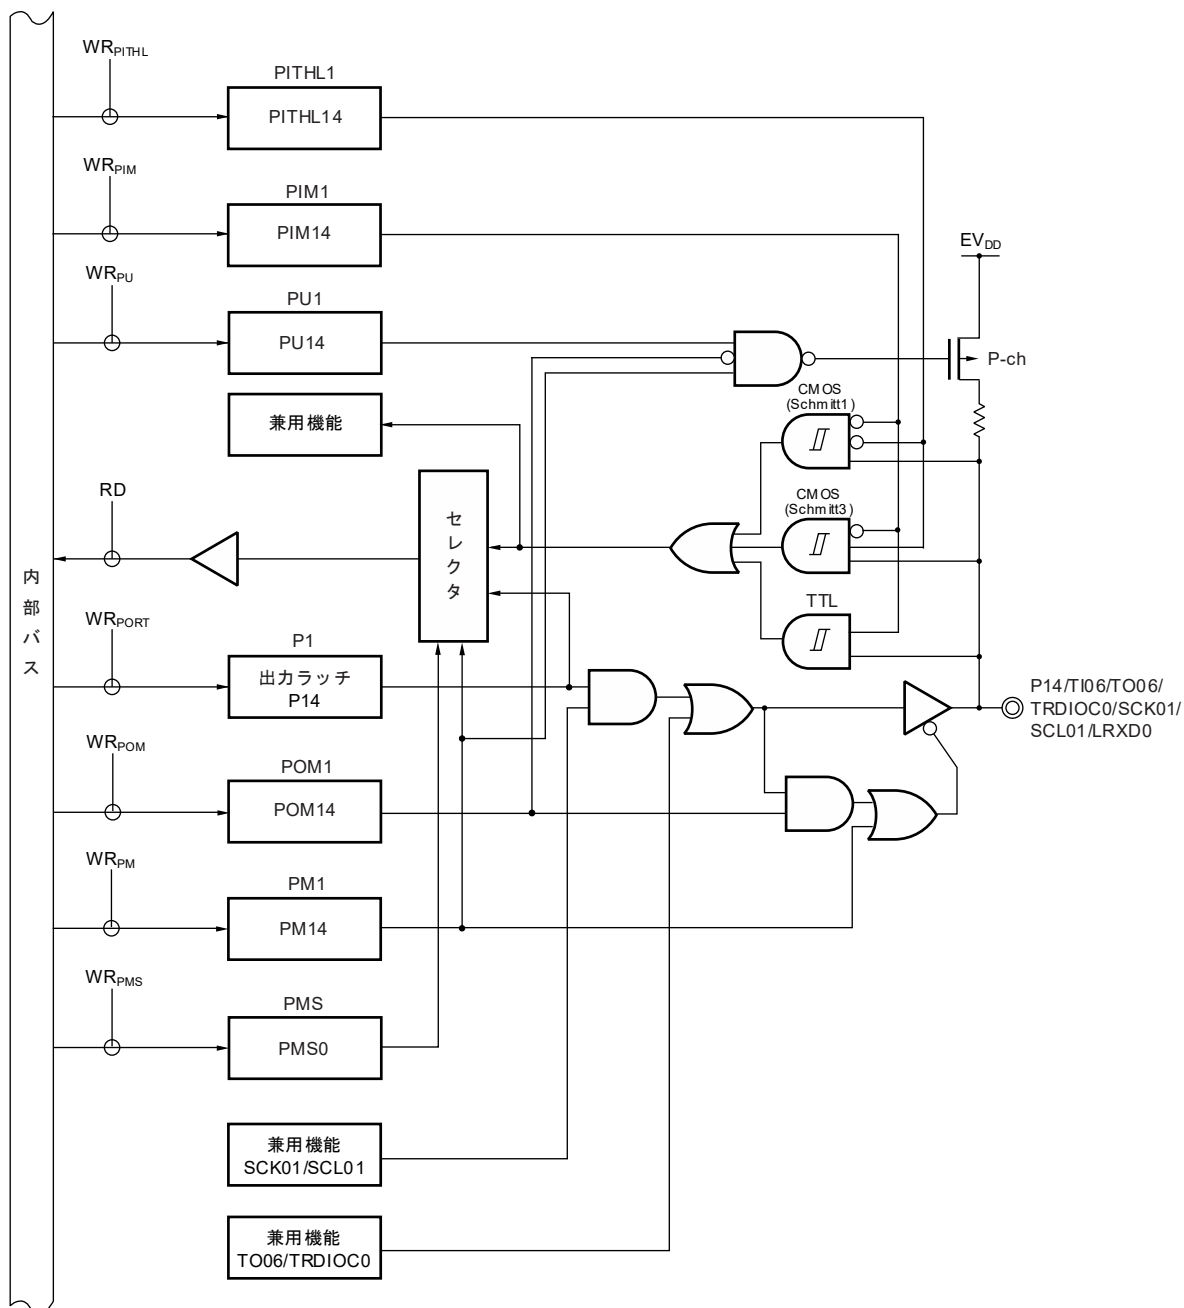 WRPITHL
PITHL1
PITHL14
WRPIM
PIM1
PIM14
EVDD
WRPU
PU1
PU14
P-ch
CMOS
(Schmitt1)
兼用機能
RD
セレクタ
CMOS
(Schmitt3)
内部バス
TTL
WRPORT
P1
出力ラッチ
P14
P14/TI06/TO06/
TRDIOC0/SCK01/
SCL01/LRXD0
WRPOM
POM1
POM14
WRPM
PM1
PM14
WRPMS
PMS
PMS0
兼用機能
SCK01/SCL01
兼用機能
TO06/TRDIOC0